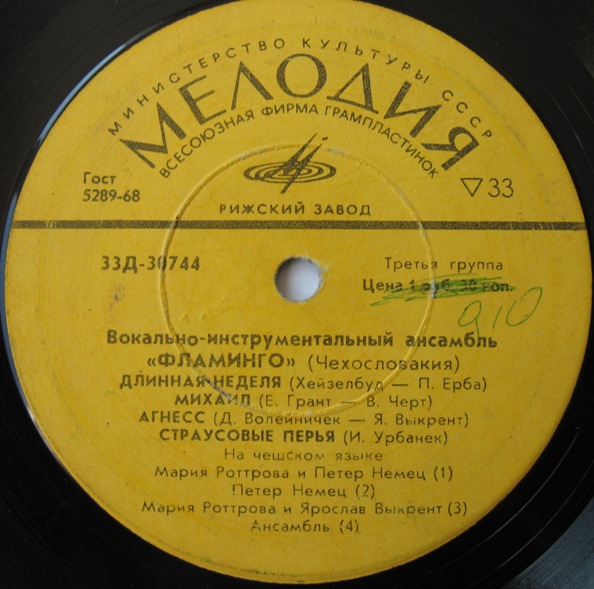 МИНИСТЕРСТВО КУЛЬТУРЫ СССР
МЕЛОДИЯ
ВСЕСОЮЗНАЯ ФИРМА ГРАМПЛАСТИНОК
Гост
5289-68
▽33
РИЖСКИЙ ЗАВОД
33Д-30744
Третья группа
Цена 1 руб. 30 коп.
910
Вокально-инструментальный ансамбль
«ФЛАМИНГО» (Чехословакия)
ДЛИННАЯ НЕДЕЛЯ (Хейзелбуд — П. Ерба)
МИХАИЛ (Е. Грант — В. Черт)
АГНЕСС (Д. Волейничек — Я. Выкрент)
СТРАУСОВЫЕ ПЕРЬЯ (И. Урбанек)
На чешском языке
Мария Роттрова и Петер Немец (1)
Петер Немец (2)
Мария Роттрова и Ярослав Выкрент (3)
Ансамбль (4)